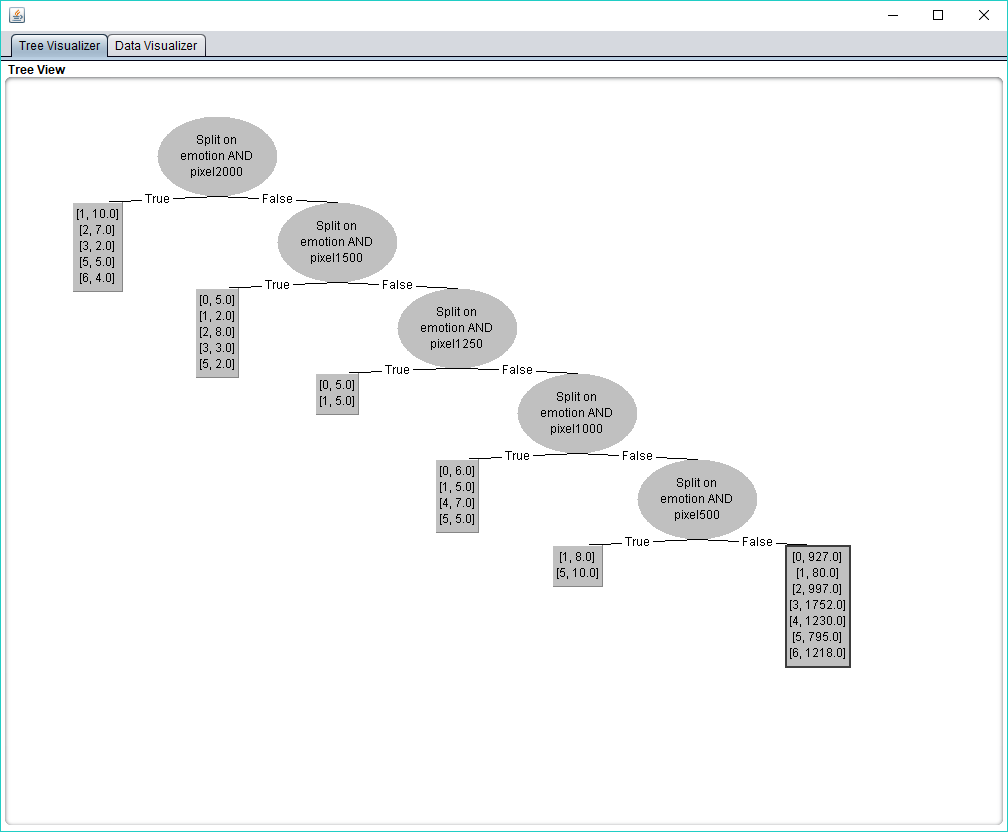 Tree Visualizer
Data Visualizer
Tree View
Split on
emotion AND
pixel2000
True
False
[1, 10.0]
[2, 7.0]
[3, 2.0]
[5, 5.0]
[6, 4.0]
Split on
emotion AND
pixel1500
True
False
[0, 5.0]
[1, 2.0]
[2, 8.0]
[3, 3.0]
[5, 2.0]
Split on
emotion AND
pixel1250
True
False
[0, 5.0]
[1, 5.0]
Split on
emotion AND
pixel1000
True
False
[0, 6.0]
[1, 5.0]
[4, 7.0]
[5, 5.0]
Split on
emotion AND
pixel500
True
False
[1, 8.0]
[5, 10.0]
[0, 927.0]
[1, 80.0]
[2, 997.0]
[3, 1752.0]
[4, 1230.0]
[5, 795.0]
[6, 1218.0]